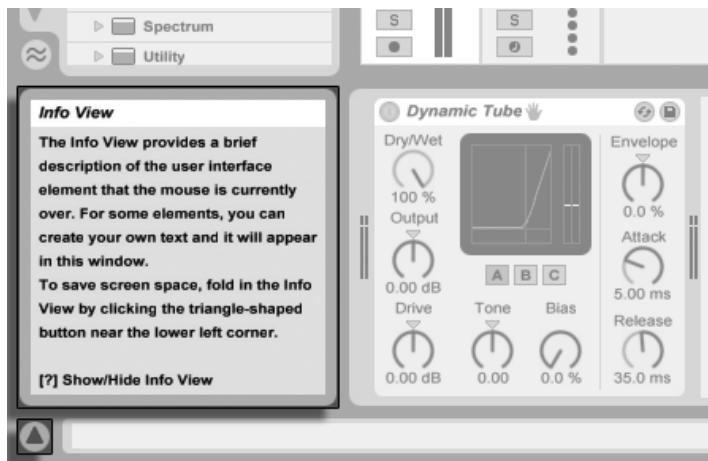 Spectrum
Utility
S
S
Info View
The Info View provides a brief
description of the user interface
element that the mouse is currently
over. For some elements, you can
create your own text and it will appear
in this window.
To save screen space, fold in the Info
View by clicking the triangle-shaped
button near the lower left corner.
[?] Show/Hide Info View
Dynamic Tube
Dry/Wet
100 %
Output
0.00 dB
Drive
0.00 dB
A B C
Tone
0.00
Bias
0.0 %
Envelope
0.0 %
Attack
5.00 ms
Release
35.0 ms